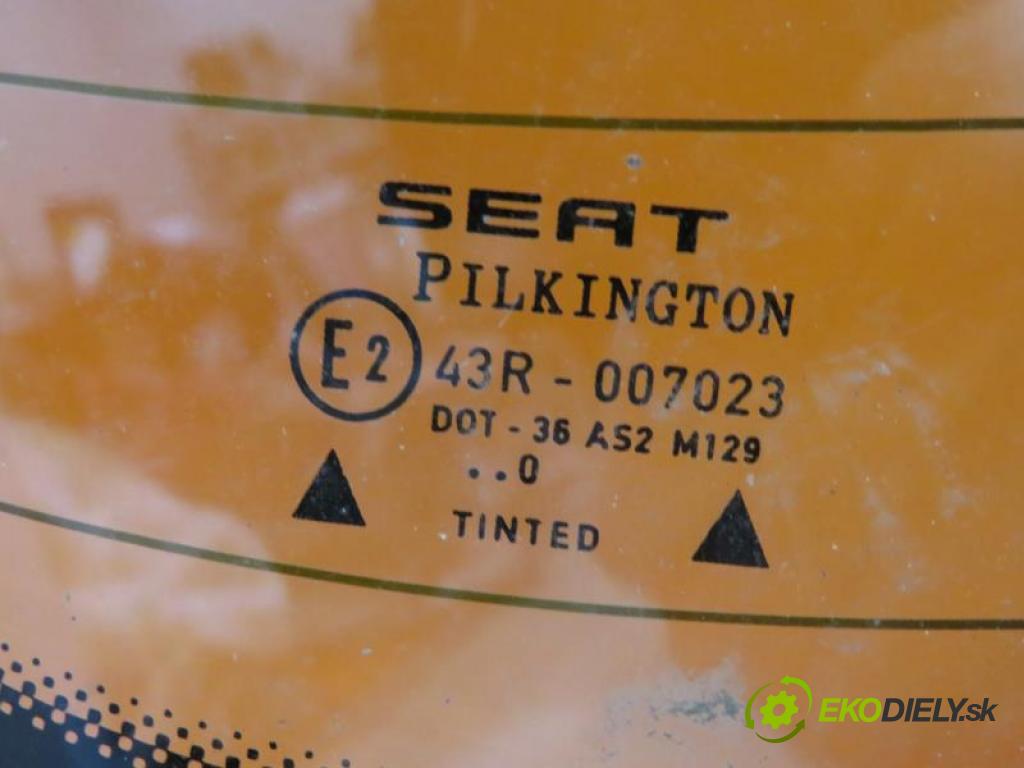 SEAT
PILKINGTON
E2 43R - 007023
DOT - 36 AS2 M129
..0
TINTED
EKODIELY.sk